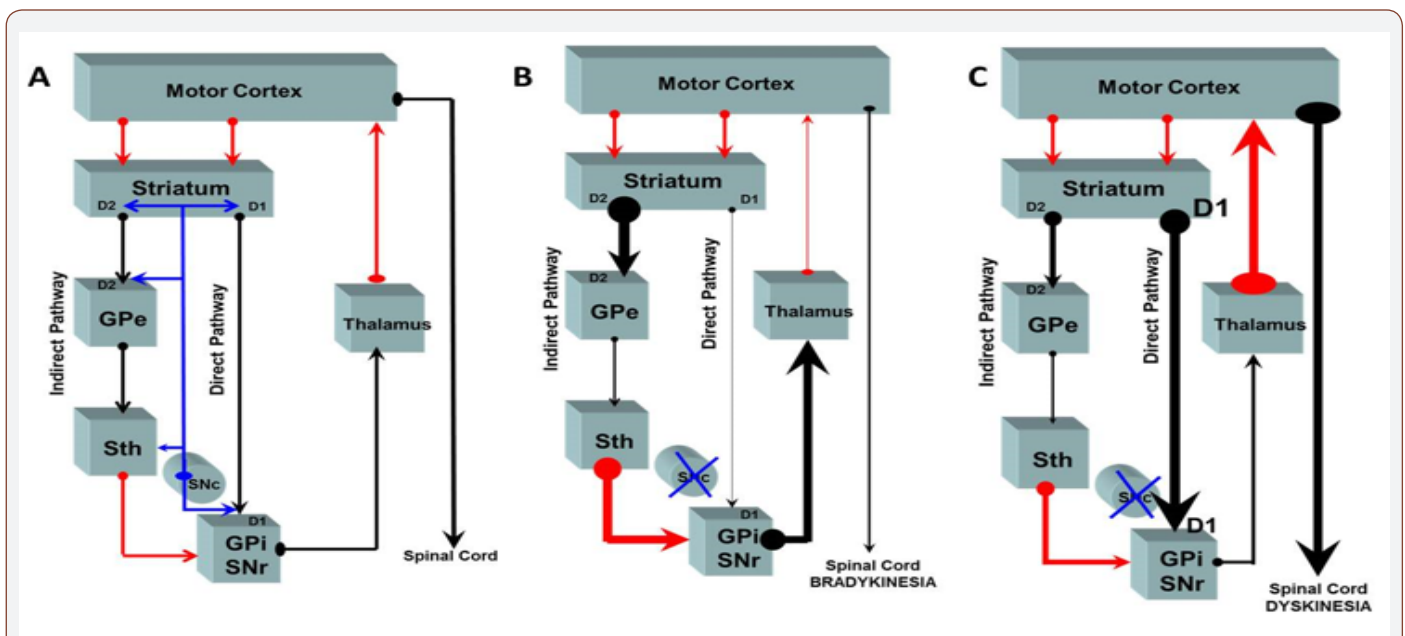 A
Motor Cortex
Striatum
D2
D1
Indirect Pathway
D2
GPe
Direct Pathway
Thalamus
Sth
SNc
D1
GPi
SNr
Spinal Cord
B
Motor Cortex
Striatum
D2
D1
Indirect Pathway
D2
GPe
Direct Pathway
Thalamus
Sth
SNc
D1
GPi
SNr
Spinal Cord
BRADYKINESIA
C
Motor Cortex
Striatum
D2
D1
Indirect Pathway
D2
GPe
Direct Pathway
Thalamus
Sth
SNc
D1
GPi
SNr
Spinal Cord
DYSKINESIA